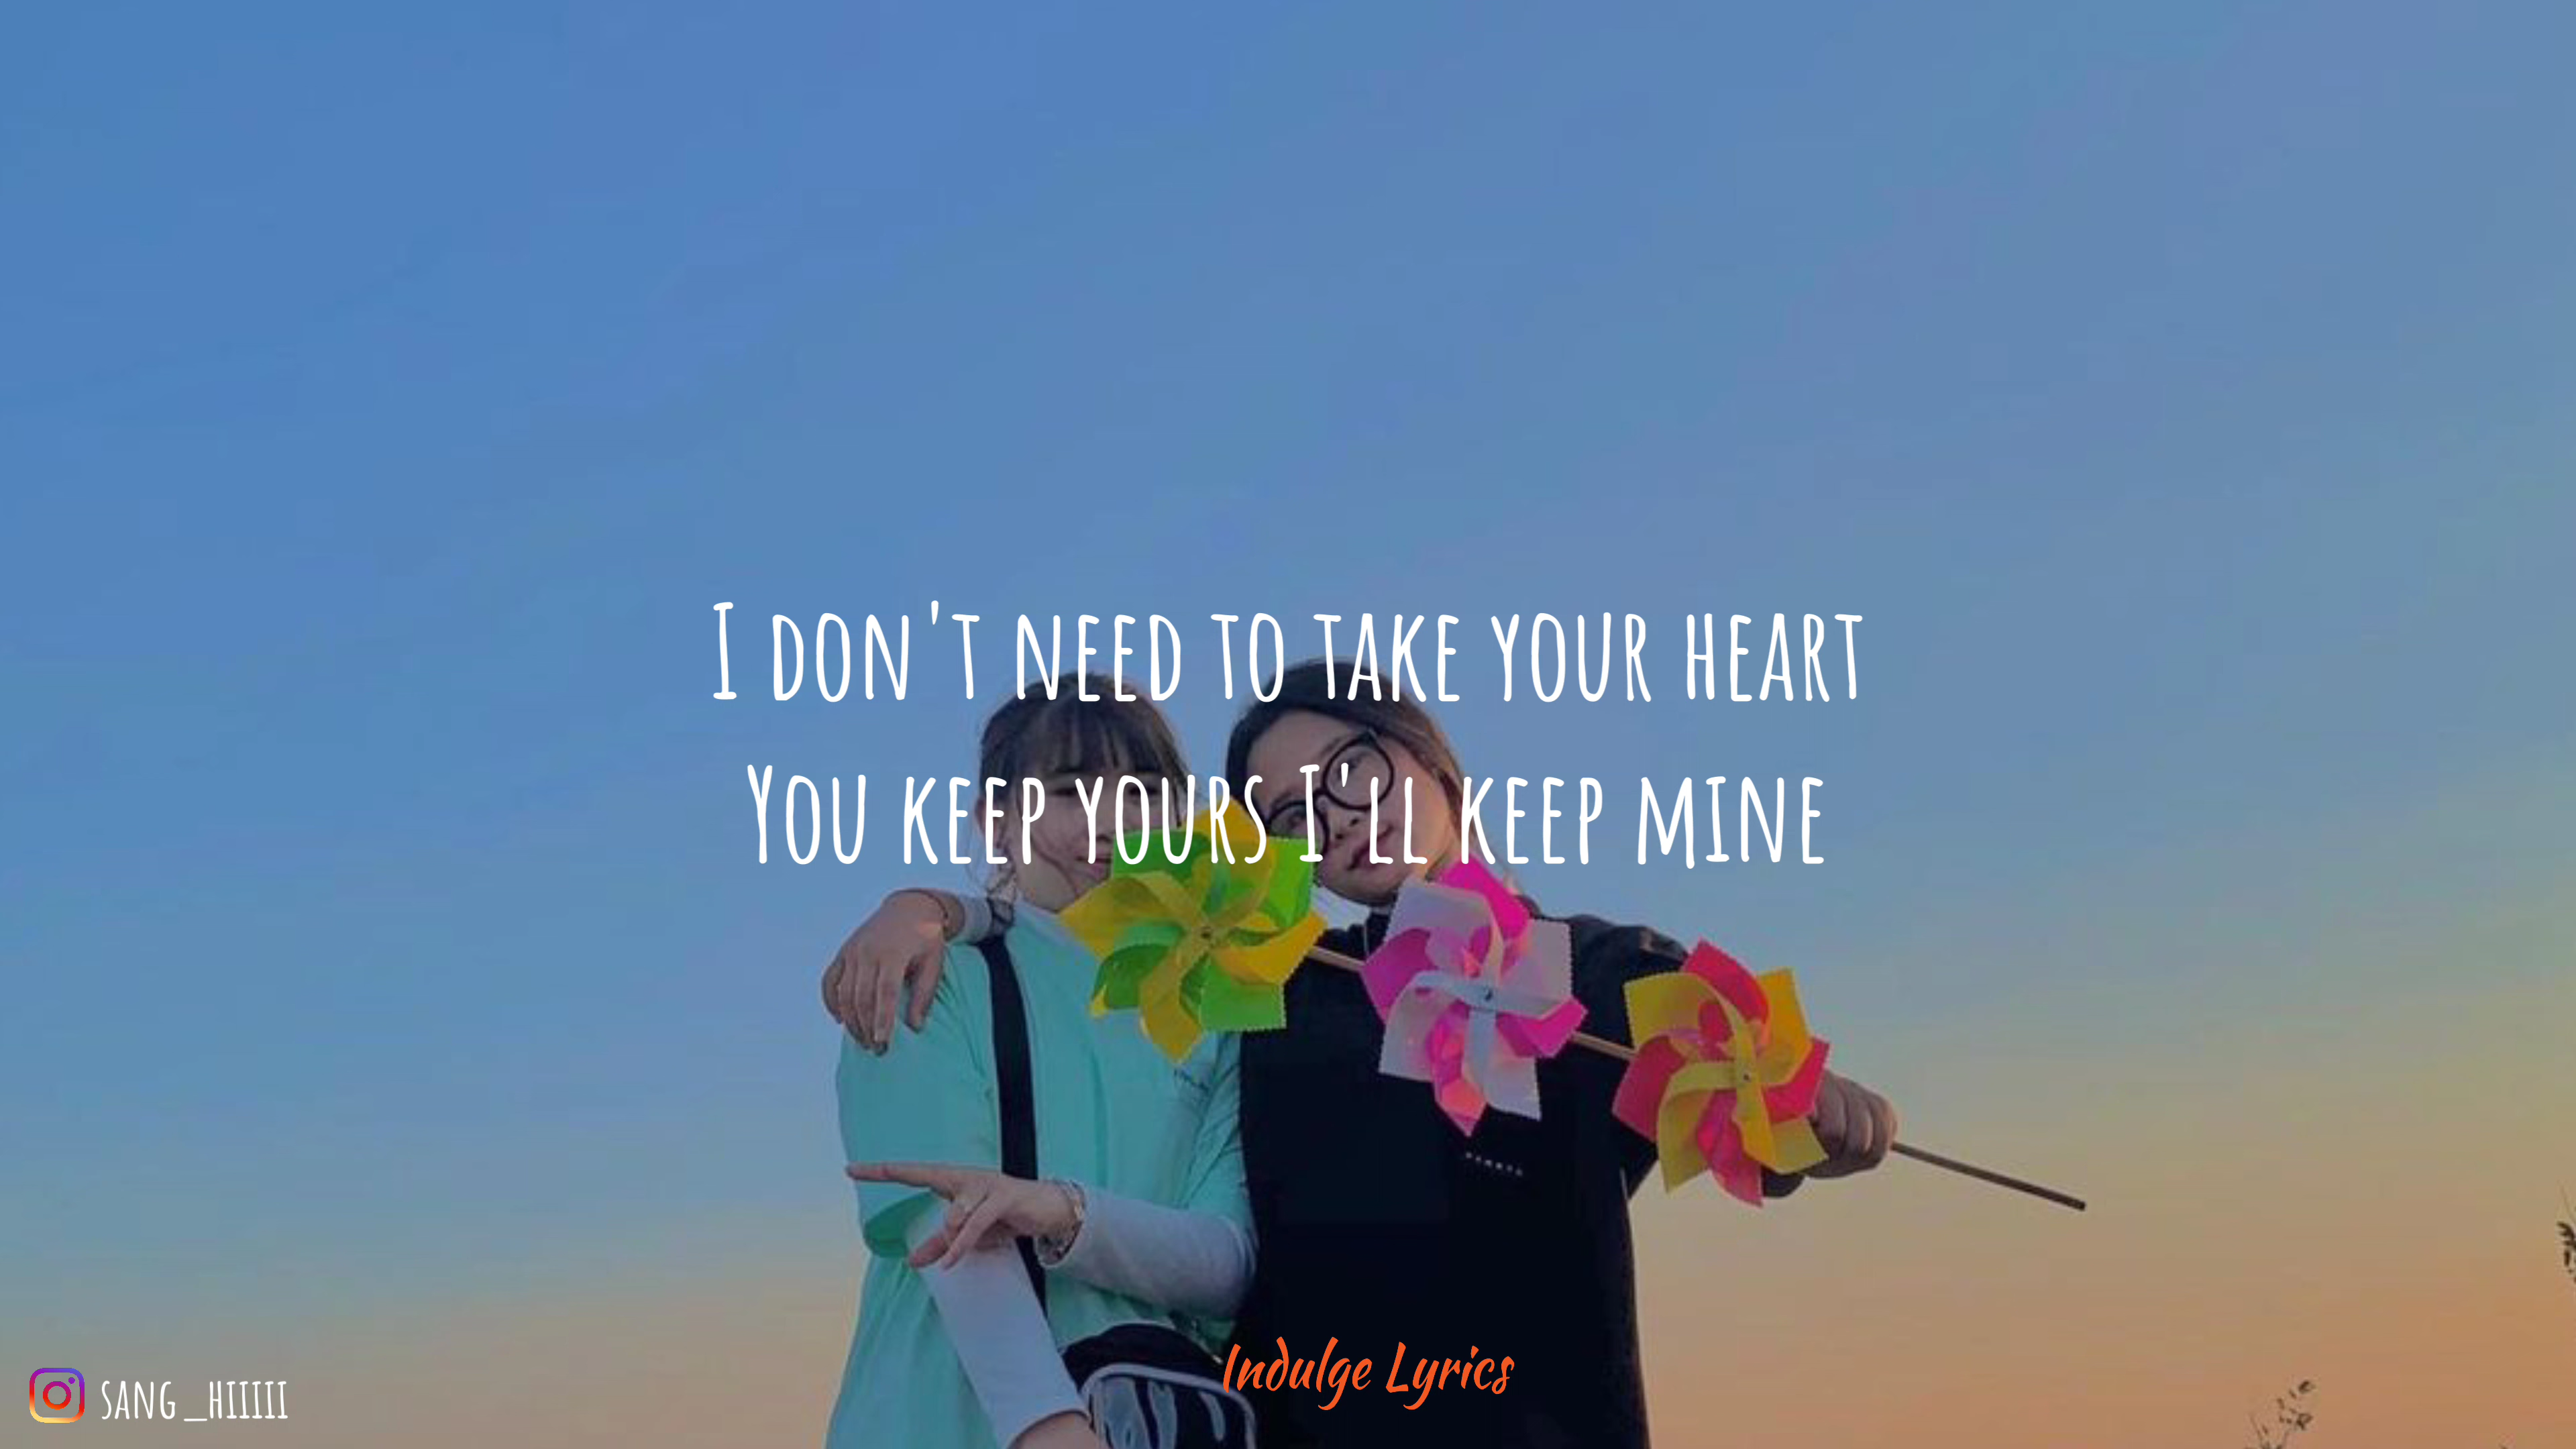 I don't need to take your heart
You keep yours I'll keep mine
Indulge Lyrics
sang_hiiiii